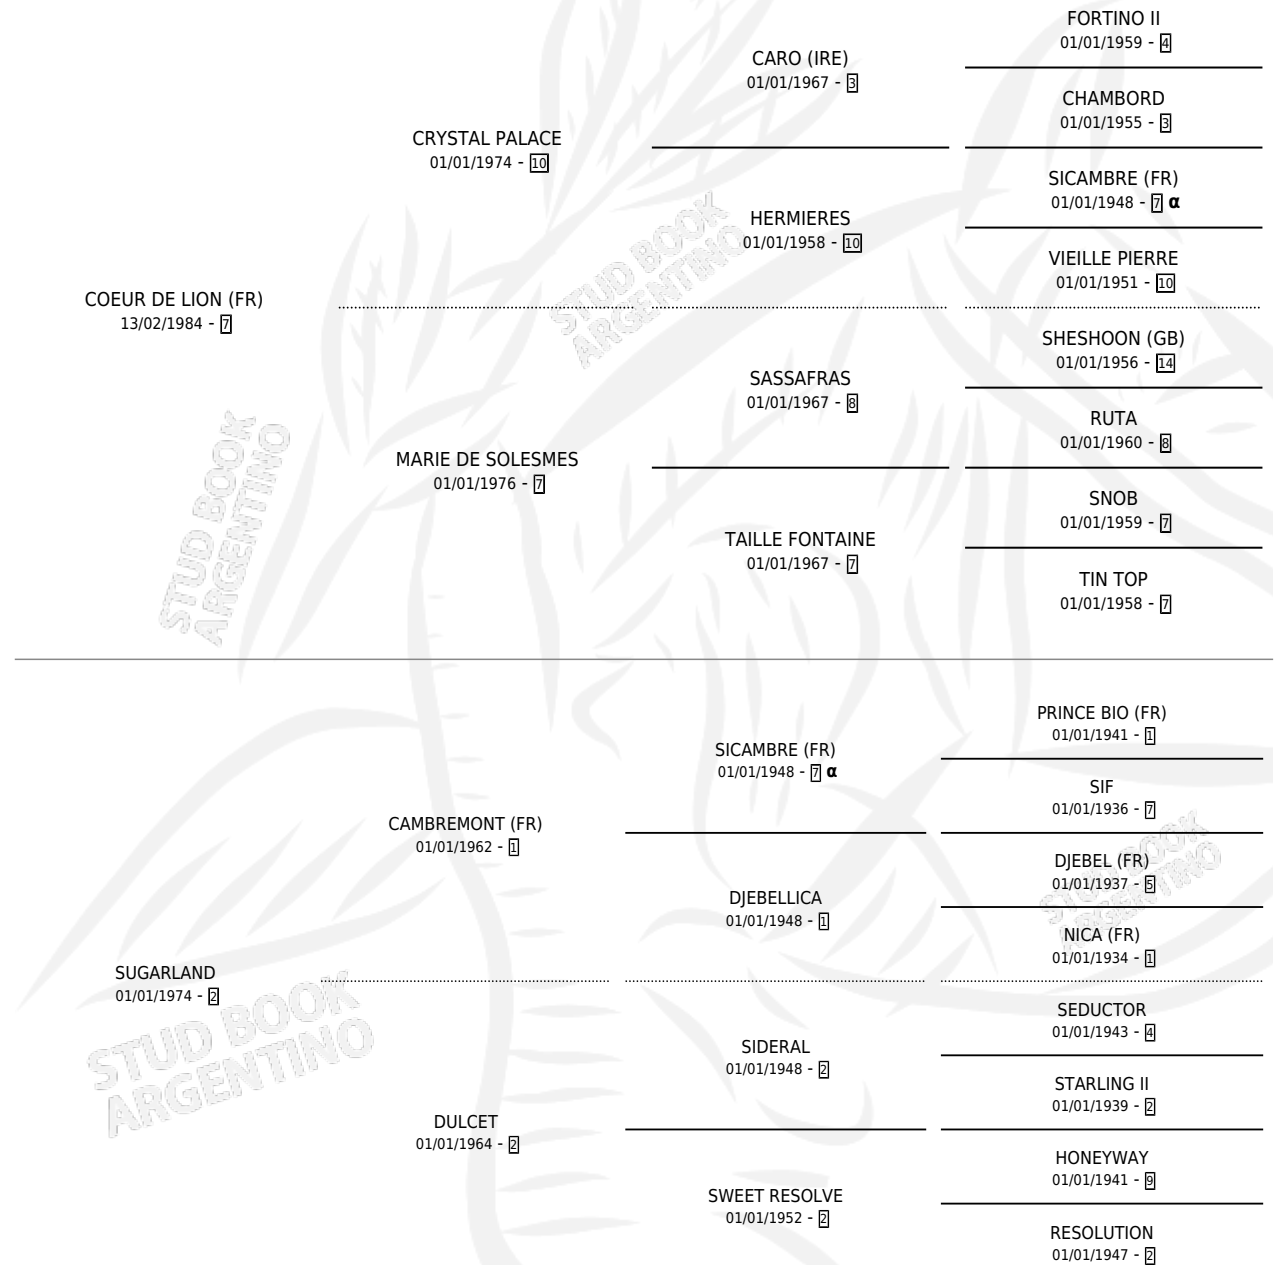 FORTINO II
01/01/1959 - 4
CARO (IRE)
01/01/1967 - 3
CHAMBORD
01/01/1955 - 3
CRYSTAL PALACE
01/01/1974 - 10
SICAMBRE (FR)
01/01/1948 - 7 α
HERMIERES
01/01/1958 - 10
VIEILLE PIERRE
01/01/1951 - 10
COEUR DE LION (FR)
13/02/1984 - 7
SHESHOON (GB)
01/01/1956 - 14
SASSAFRAS
01/01/1967 - 8
RUTA
01/01/1960 - 8
MARIE DE SOLESMES
01/01/1976 - 7
SNOB
01/01/1959 - 7
TAILLE FONTAINE
01/01/1967 - 7
TIN TOP
01/01/1958 - 7
STUD BOOK
ARGENTINO
STUD BOOK
ARGENTINO
PRINCE BIO (FR)
01/01/1941 - 1
SICAMBRE (FR)
01/01/1948 - 7 α
SIF
01/01/1936 - 7
CAMBREMONT (FR)
01/01/1962 - 1
DJEBEL (FR)
01/01/1937 - 5
DJEBELLICA
01/01/1948 - 1
NICA (FR)
01/01/1934 - 1
SUGARLAND
01/01/1974 - 2
SEDUCTOR
01/01/1943 - 4
SIDERAL
01/01/1948 - 2
STARLING II
01/01/1939 - 2
DULCET
01/01/1964 - 2
HONEYWAY
01/01/1941 - 9
SWEET RESOLVE
01/01/1952 - 2
RESOLUTION
01/01/1947 - 2
STUD BOOK
ARGENTINO
STUD BOOK
ARGENTINO